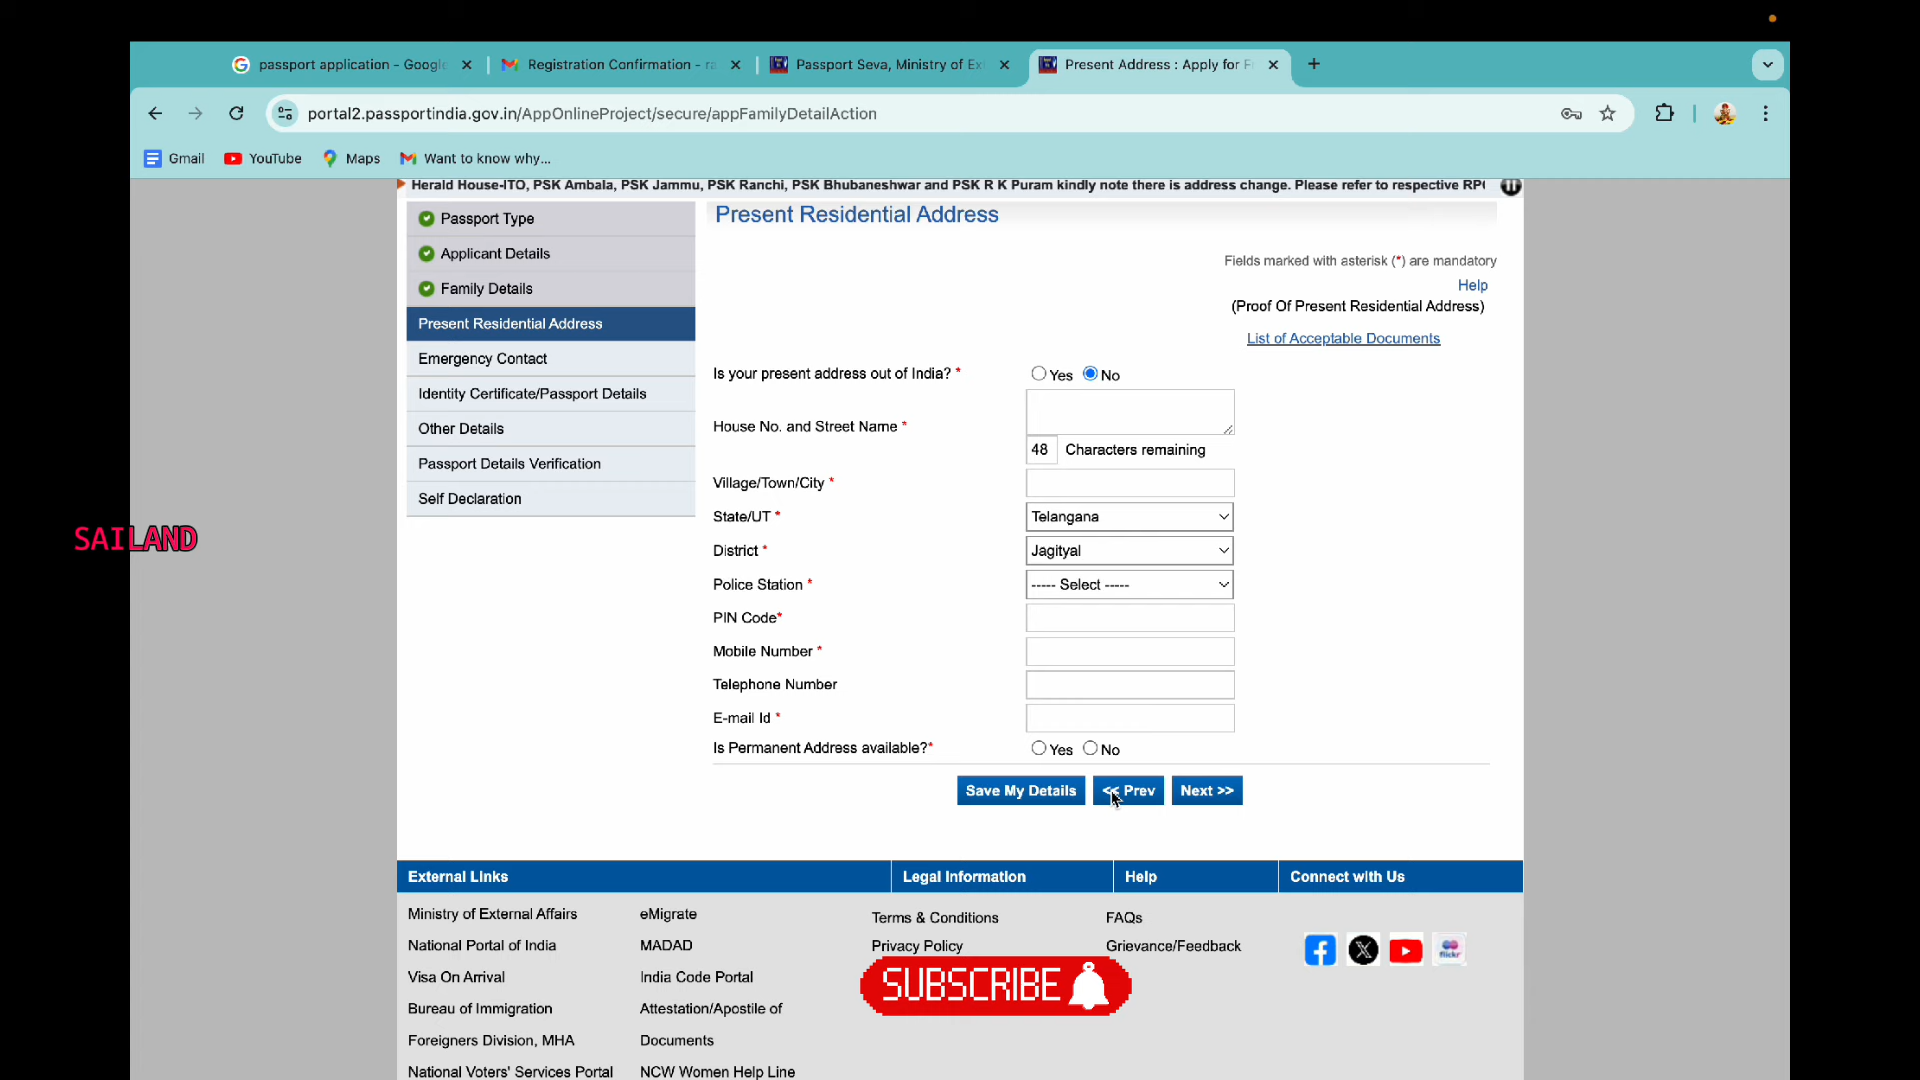 passport application - Googl
Registration Confirmation - ra
Passport Seva, Ministry of Ex
Present Address : Apply for F
portal2.passportindia.gov.in/AppOnlineProject/secure/appFamilyDetailAction
Gmail
YouTube
Maps
Want to know why...
Herald House-ITO, PSK Ambala, PSK Jammu, PSK Ranchi, PSK Bhubaneshwar and PSK R K Puram kindly note there is address change. Please refer to respective RPO
Passport Type
Applicant Details
Family Details
Present Residential Address
Emergency Contact
Identity Certificate/Passport Details
Other Details
Passport Details Verification
Self Declaration
SAILAND
Present Residential Address
Fields marked with asterisk (*) are mandatory
Help
(Proof Of Present Residential Address)
List of Acceptable Documents
Is your present address out of India? * Yes No
House No. and Street Name *
48 Characters remaining
Village/Town/City *
State/UT * Telangana
District * Jagityal
Police Station * ----- Select -----
PIN Code*
Mobile Number *
Telephone Number
E-mail Id *
Is Permanent Address available?* Yes No
Save My Details << Prev Next >>
External Links
Legal Information
Help
Connect with Us
Ministry of External Affairs
eMigrate
Terms & Conditions
FAQs
National Portal of India
MADAD
Privacy Policy
Grievance/Feedback
flickr
Visa On Arrival
India Code Portal
SUBSCRIBE
Bureau of Immigration
Attestation/Apostile of
Foreigners Division, MHA
Documents
National Voters' Services Portal
NCW Women Help Line